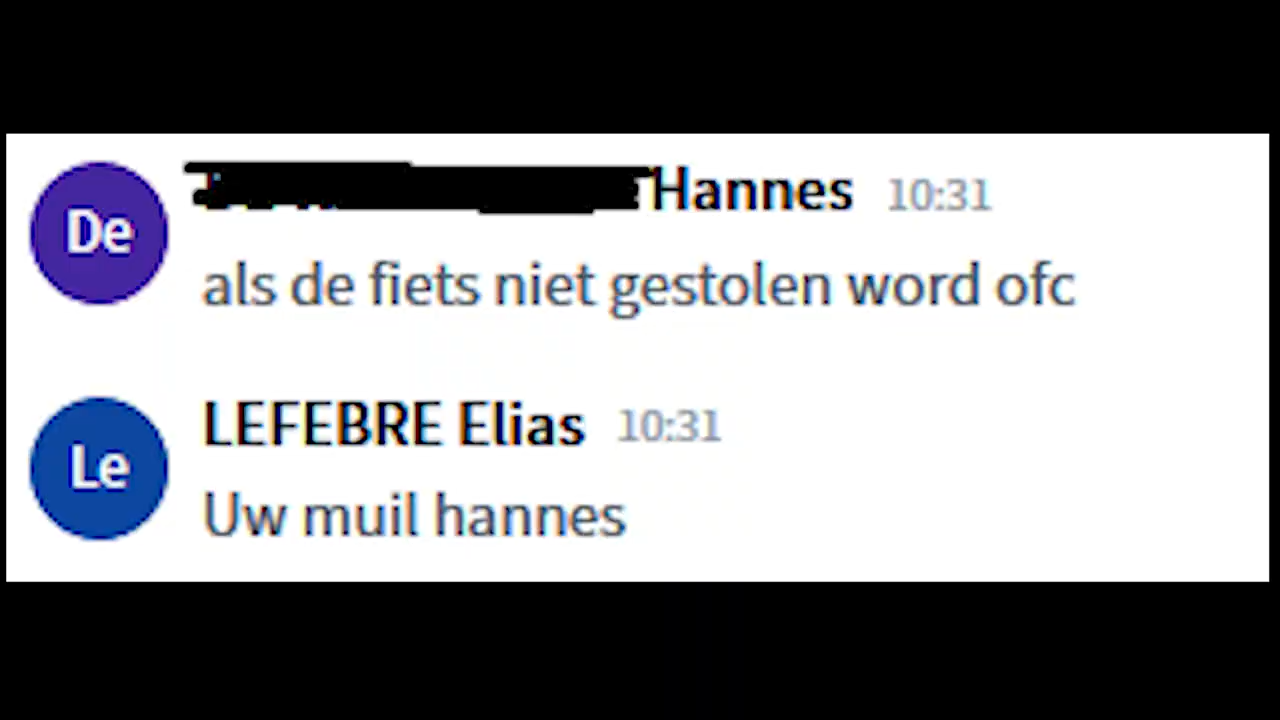 De
Hannes 10:31
als de fiets niet gestolen word ofc
Le
LEFEBRE Elias 10:31
Uw muil hannes